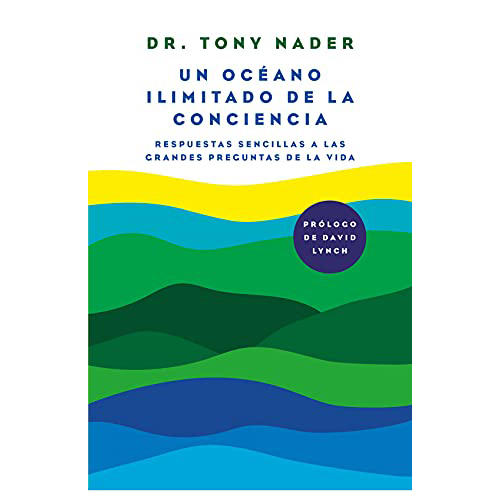 DR. TONY NADER
UN OCÉANO
ILIMITADO DE LA
CONCIENCIA
RESPUESTAS SENCILLAS A LAS
GRANDES PREGUNTAS DE LA VIDA
PRÓLOGO
DE DAVID
LYNCH